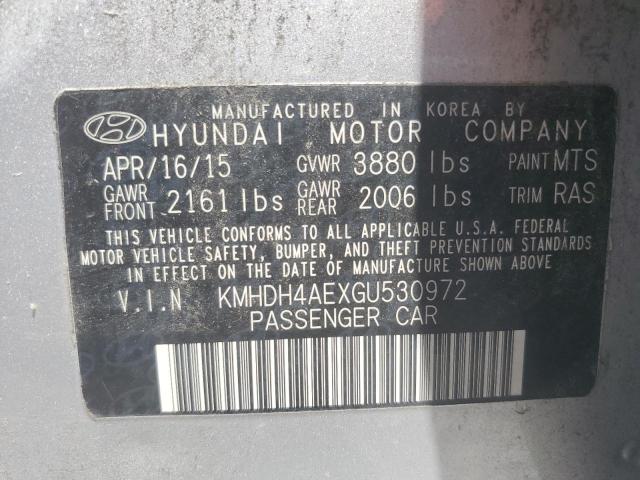 MANUFACTURED IN KOREA BY
HYUNDAI MOTOR COMPANY
APR/16/15 GVWR 3880 lbs PAINT MTS
GAWR FRONT 2161 lbs GAWR REAR 2006 lbs TRIM RAS
THIS VEHICLE CONFORMS TO ALL APPLICABLE U.S.A. FEDERAL
MOTOR VEHICLE SAFETY, BUMPER, AND THEFT PREVENTION STANDARDS
IN EFFECT ON THE DATE OF MANUFACTURE SHOWN ABOVE.
V.I.N KMHDH4AEXGU530972
PASSENGER CAR